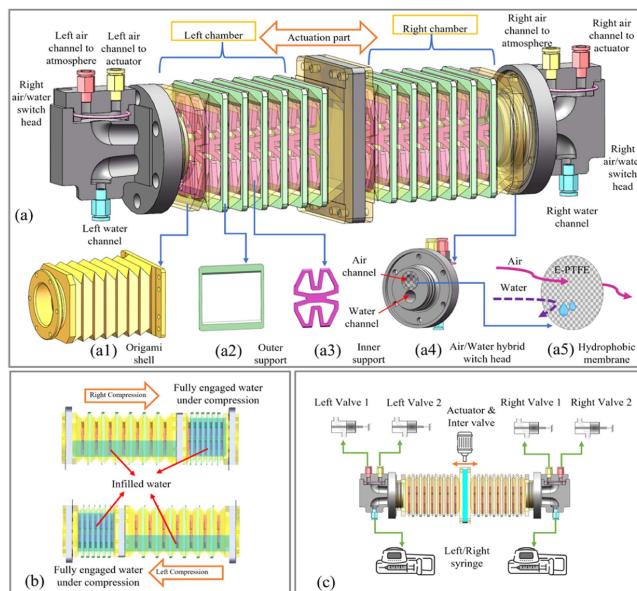 Left air
channel to
atmosphere
Left air
channel to
actuator
Left chamber
Actuation part
Right chamber
Right air
channel to
atmosphere
Right air
channel to
actuator
Right
air/water
switch head
Right
air/water
switch head
(a)
Left water
channel
Right water
channel
Air
channel
Water
channel
Air
E-PTFE
Water
(a1)
Origami
shell
(a2)
Outer
support
(a3)
Inner
support
(a4)
Air/Water hybrid
witch head
(a5)
Hydrophobic
membrane
Right Compression
Fully engaged water
under compression
Infilled water
Fully engaged water
under compression
Left Compression
(b)
Left Valve 1
Left Valve 2
Actuator &
Inter valve
Right Valve 1
Right Valve 2
Left/Right
syringe
(c)